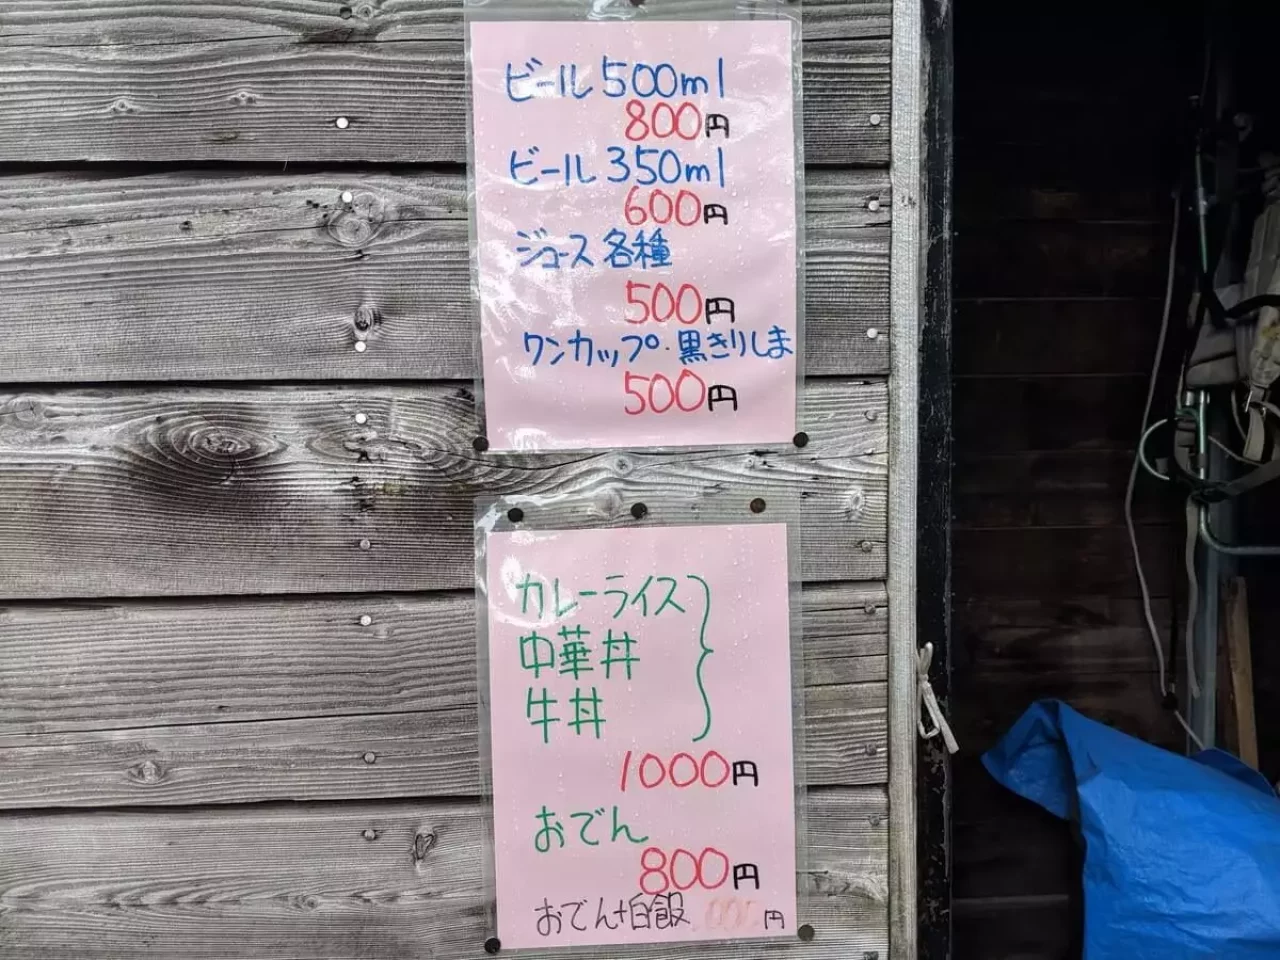 ビール500ml
800円
ビール350ml
600円
ジュース各種
500円
ワンカップ・黒きりしま
500円
カレーライス
中華丼
牛丼
1000円
おでん
800円
おでん+白飯 円